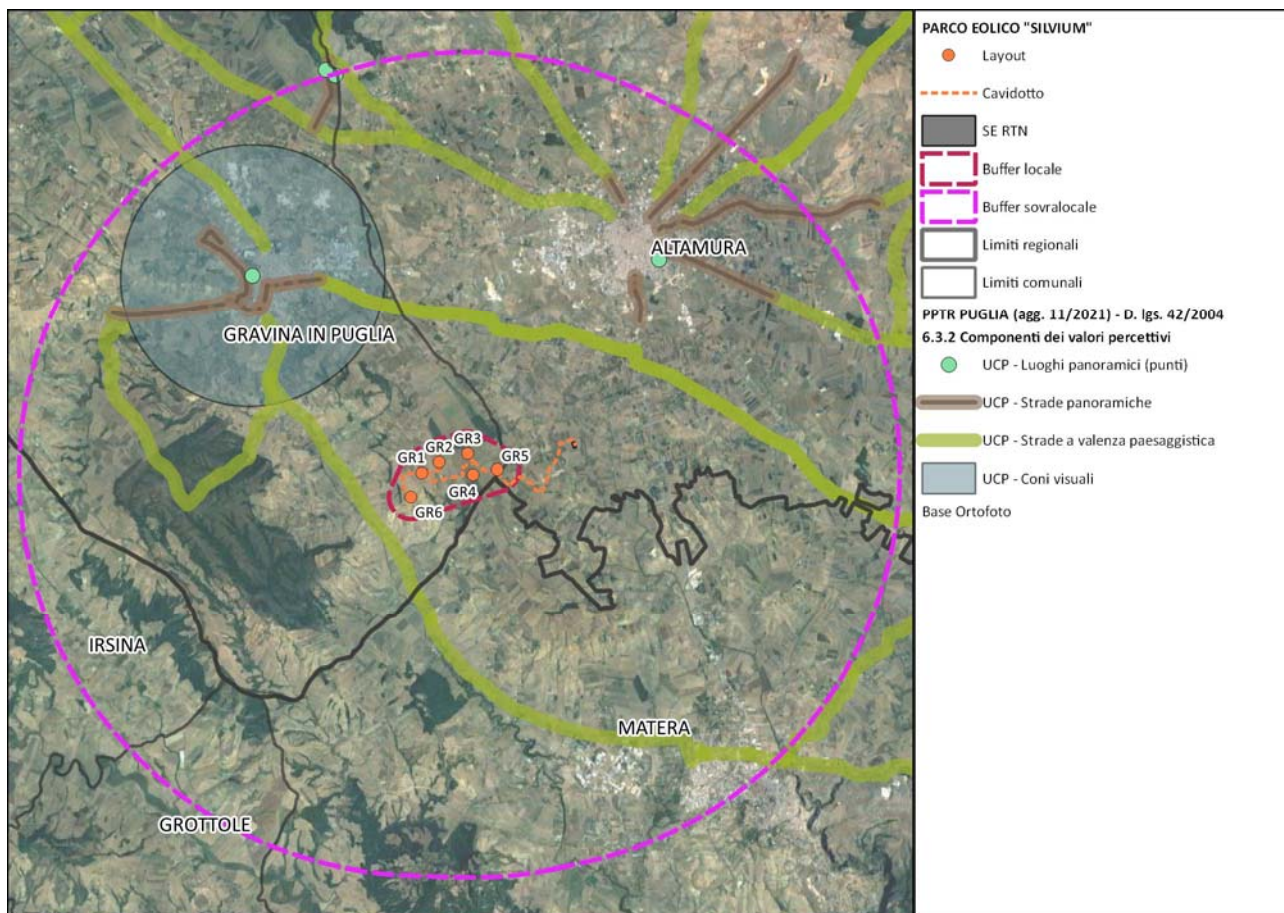 PARCO EOLICO "SILVIUM"
Layout
Cavidotto
SE RTN
Buffer locale
Buffer sovralocale
Limiti regionali
Limiti comunali
PPTR PUGLIA (agg. 11/2021) - D. lgs. 42/2004
6.3.2 Componenti dei valori percettivi
UCP - Luoghi panoramici (punti)
UCP - Strade panoramiche
UCP - Strade a valenza paesaggistica
UCP - Coni visuali
Base Ortofoto
ALTAMURA
GRAVINA IN PUGLIA
GR3
GR2
GR1
GR5
GR4
GR6
IRSINA
MATERA
GROTTOLE